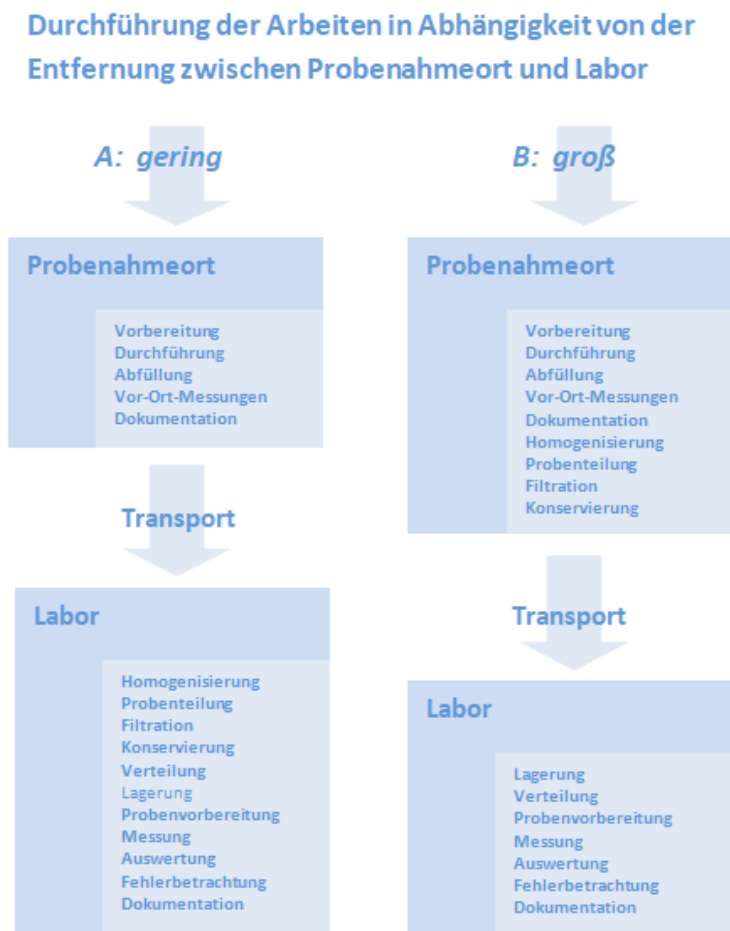 Durchführung der Arbeiten in Abhängigkeit von der
Entfernung zwischen Probenahmeort und Labor
A: gering
Probenahmeort
Vorbereitung
Durchführung
Abfüllung
Vor-Ort-Messungen
Dokumentation
Transport
Labor
Homogenisierung
Probenteilung
Filtration
Konservierung
Verteilung
Lagerung
Probenvorbereitung
Messung
Auswertung
Fehlerbetrachtung
Dokumentation
B: groß
Probenahmeort
Vorbereitung
Durchführung
Abfüllung
Vor-Ort-Messungen
Dokumentation
Homogenisierung
Probenteilung
Filtration
Konservierung
Transport
Labor
Lagerung
Verteilung
Probenvorbereitung
Messung
Auswertung
Fehlerbetrachtung
Dokumentation